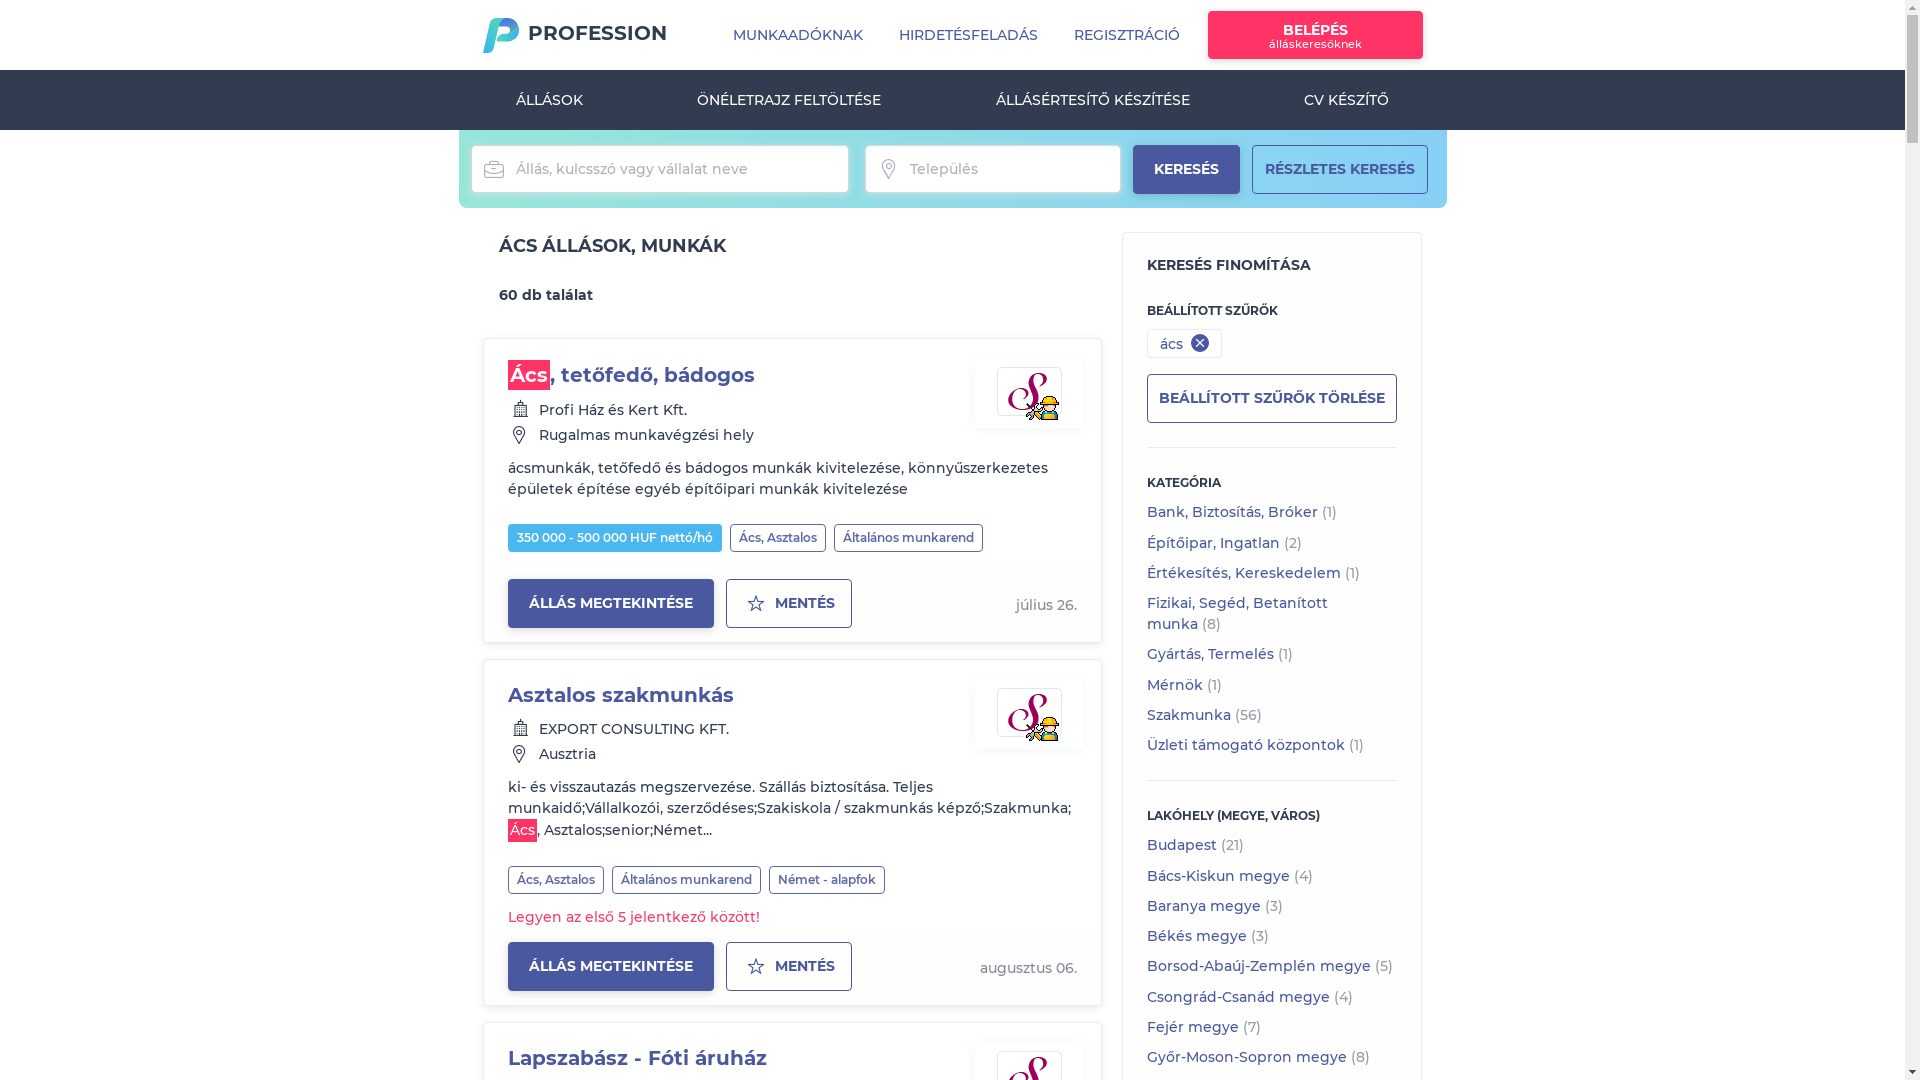 PROFESSION
MUNKAADÓKNAK
HIRDETÉSFELADÁS
REGISZTRÁCIÓ
BELÉPÉS
álláskeresőknek
ÁLLÁSOK
ÖNÉLETRAJZ FELTÖLTÉSE
ÁLLÁSÉRTESÍTŐ KÉSZÍTÉSE
CV KÉSZÍTŐ
Állás, kulcsszó vagy vállalat neve
Település
KERESÉS
RÉSZLETES KERESÉS
ÁCS ÁLLÁSOK, MUNKÁK
60 db találat
Ács, tetőfedő, bádogos
Profi Ház és Kert Kft.
Rugalmas munkavégzési hely
ácsmunkák, tetőfedő és bádogos munkák kivitelezése, könnyűszerkezetes
épületek építése egyéb építőipari munkák kivitelezése
350 000 - 500 000 HUF nettó/hó
Ács, Asztalos
Általános munkarend
ÁLLÁS MEGTEKINTÉSE
MENTÉS
július 26.
Asztalos szakmunkás
EXPORT CONSULTING KFT.
Ausztria
ki- és visszautazás megszervezése. Szállás biztosítása. Teljes
munkaidő;Vállalkozói, szerződéses;Szakiskola / szakmunkás képző;Szakmunka;
Ács, Asztalos;senior;Német...
Ács, Asztalos
Általános munkarend
Német - alapfok
Legyen az első 5 jelentkező között!
ÁLLÁS MEGTEKINTÉSE
MENTÉS
augusztus 06.
Lapszabász - Fóti áruház
KERESÉS FINOMÍTÁSA
BEÁLLÍTOTT SZŰRŐK
ács
BEÁLLÍTOTT SZŰRŐK TÖRLÉSE
KATEGÓRIA
Bank, Biztosítás, Bróker (1)
Építőipar, Ingatlan (2)
Értékesítés, Kereskedelem (1)
Fizikai, Segéd, Betanított
munka (8)
Gyártás, Termelés (1)
Mérnök (1)
Szakmunka (56)
Üzleti támogató központok (1)
LAKÓHELY (MEGYE, VÁROS)
Budapest (21)
Bács-Kiskun megye (4)
Baranya megye (3)
Békés megye (3)
Borsod-Abaúj-Zemplén megye (5)
Csongrád-Csanád megye (4)
Fejér megye (7)
Győr-Moson-Sopron megye (8)